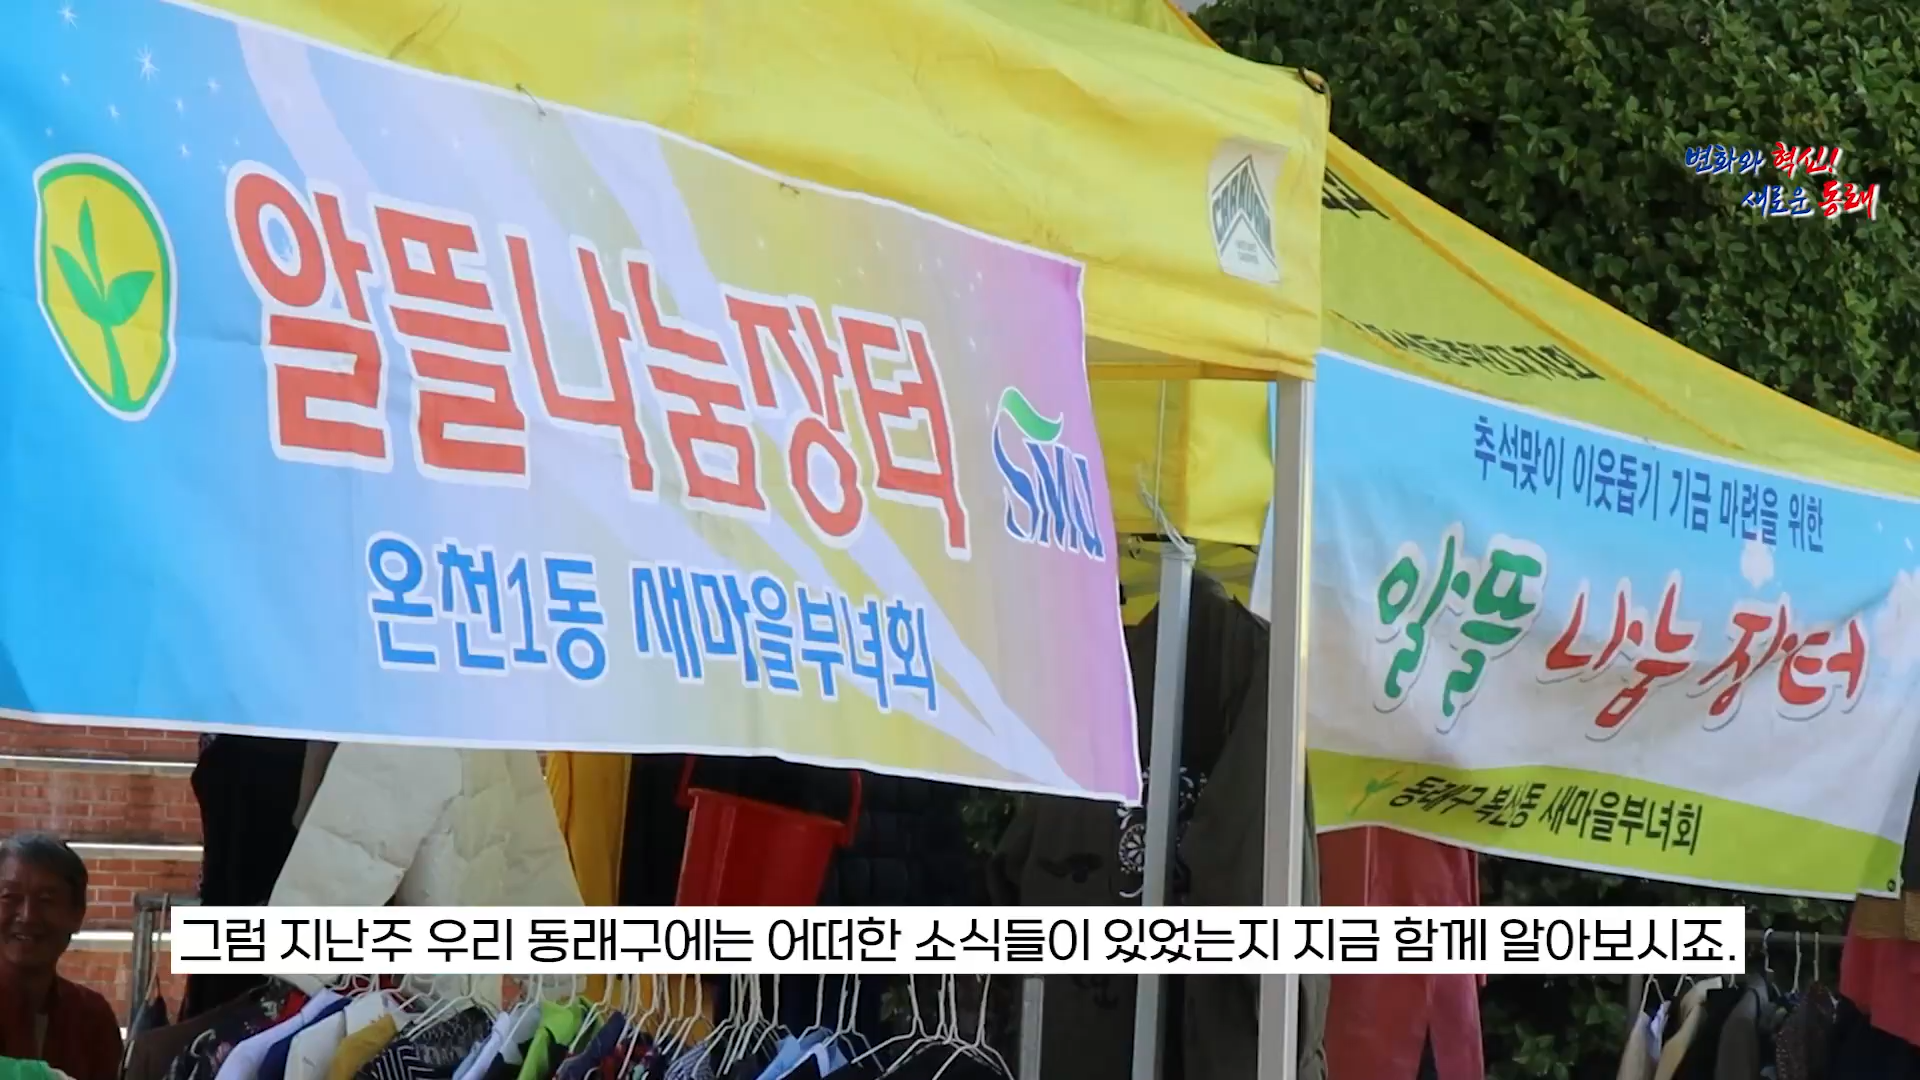 변화와 혁신!
새로운 동래
CARAVAN
알뜰나눔장터
SMU
온천1동 새마을부녀회
추석맞이 이웃돕기 기금 마련을 위한
알뜰 나눔 장터
동래구 복산동 새마을부녀회
그럼 지난주 우리 동래구에는 어떠한 소식들이 있었는지 지금 함께 알아보시죠.